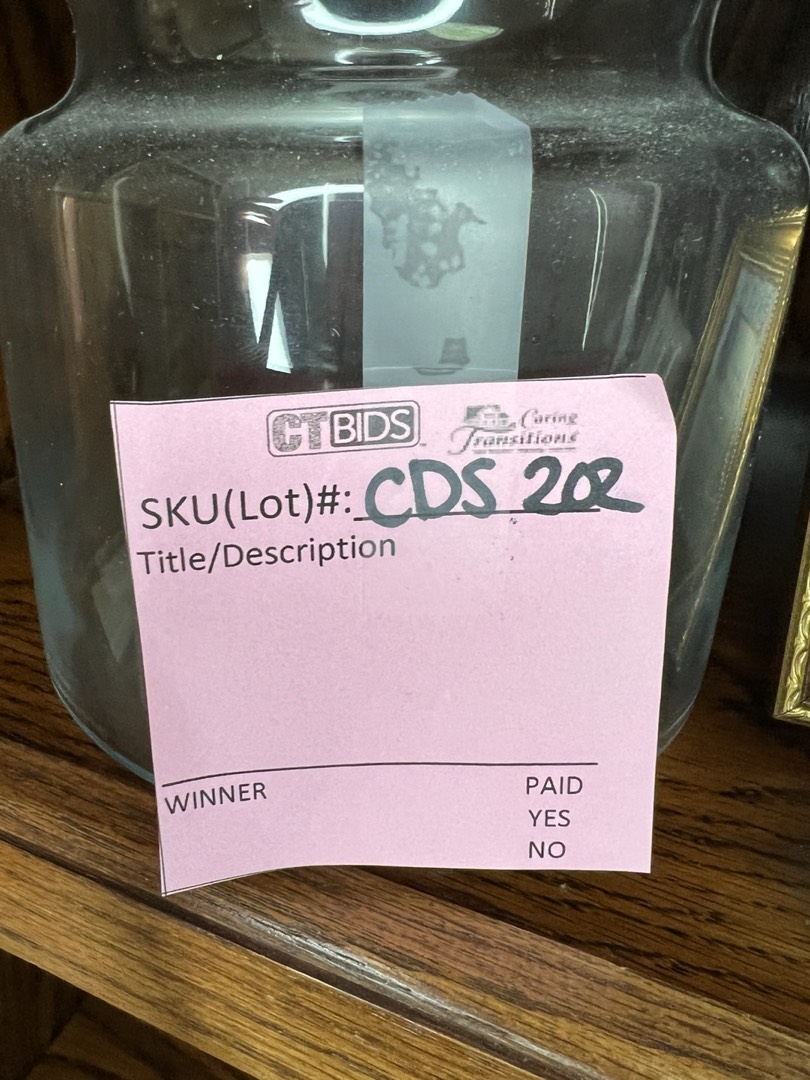 CTBIDS Caring Transitions
SKU(Lot)#: CDS 202
Title/Description
WINNER PAID
YES
NO